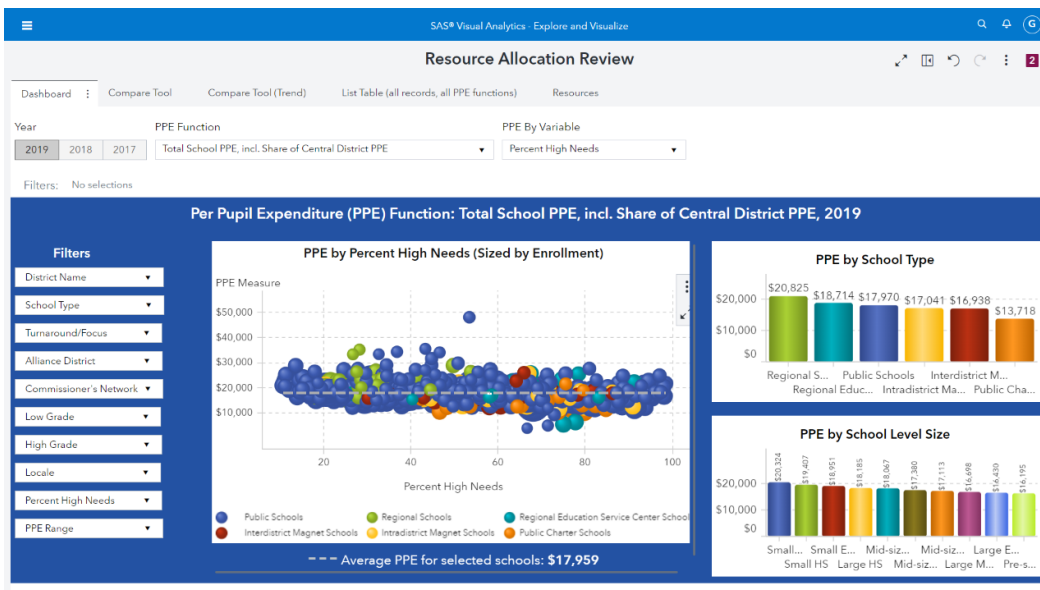 SAS® Visual Analytics - Explore and Visualize
G
Resource Allocation Review
2
Dashboard
Compare Tool
Compare Tool (Trend)
List Table (all records, all PPE functions)
Resources
Year
PPE Function
PPE By Variable
2019
2018
2017
Total School PPE, incl. Share of Central District PPE
Percent High Needs
Filters: No selections
Per Pupil Expenditure (PPE) Function: Total School PPE, incl. Share of Central District PPE, 2019
Filters
District Name
School Type
Turnaround/Focus
Alliance District
Commissioner's Network
Low Grade
High Grade
Locale
Percent High Needs
PPE Range
PPE by Percent High Needs (Sized by Enrollment)
PPE Measure
$50,000
$40,000
$30,000
$20,000
$10,000
20 40 60 80 100
Percent High Needs
Public Schools
Regional Schools
Regional Education Service Center School
Interdistrict Magnet Schools
Intradistrict Magnet Schools
Public Charter Schools
Average PPE for selected schools: $17,959
PPE by School Type
$20,825 $18,714 $17,970 $17,041 $16,938 $13,718
$20,000
$10,000
$0
Regional S... Public Schools Interdistrict M...
Regional Educ... Intradistrict Ma... Public Cha...
PPE by School Level Size
$20,324 $19,407 $18,951 $18,185 $18,067 $17,380 $17,113 $16,698 $16,430 $16,195
$20,000
$10,000
$0
Small... Small E... Mid-siz... Mid-siz... Large E...
Small HS Large HS Mid-siz... Large M... Pre-s...